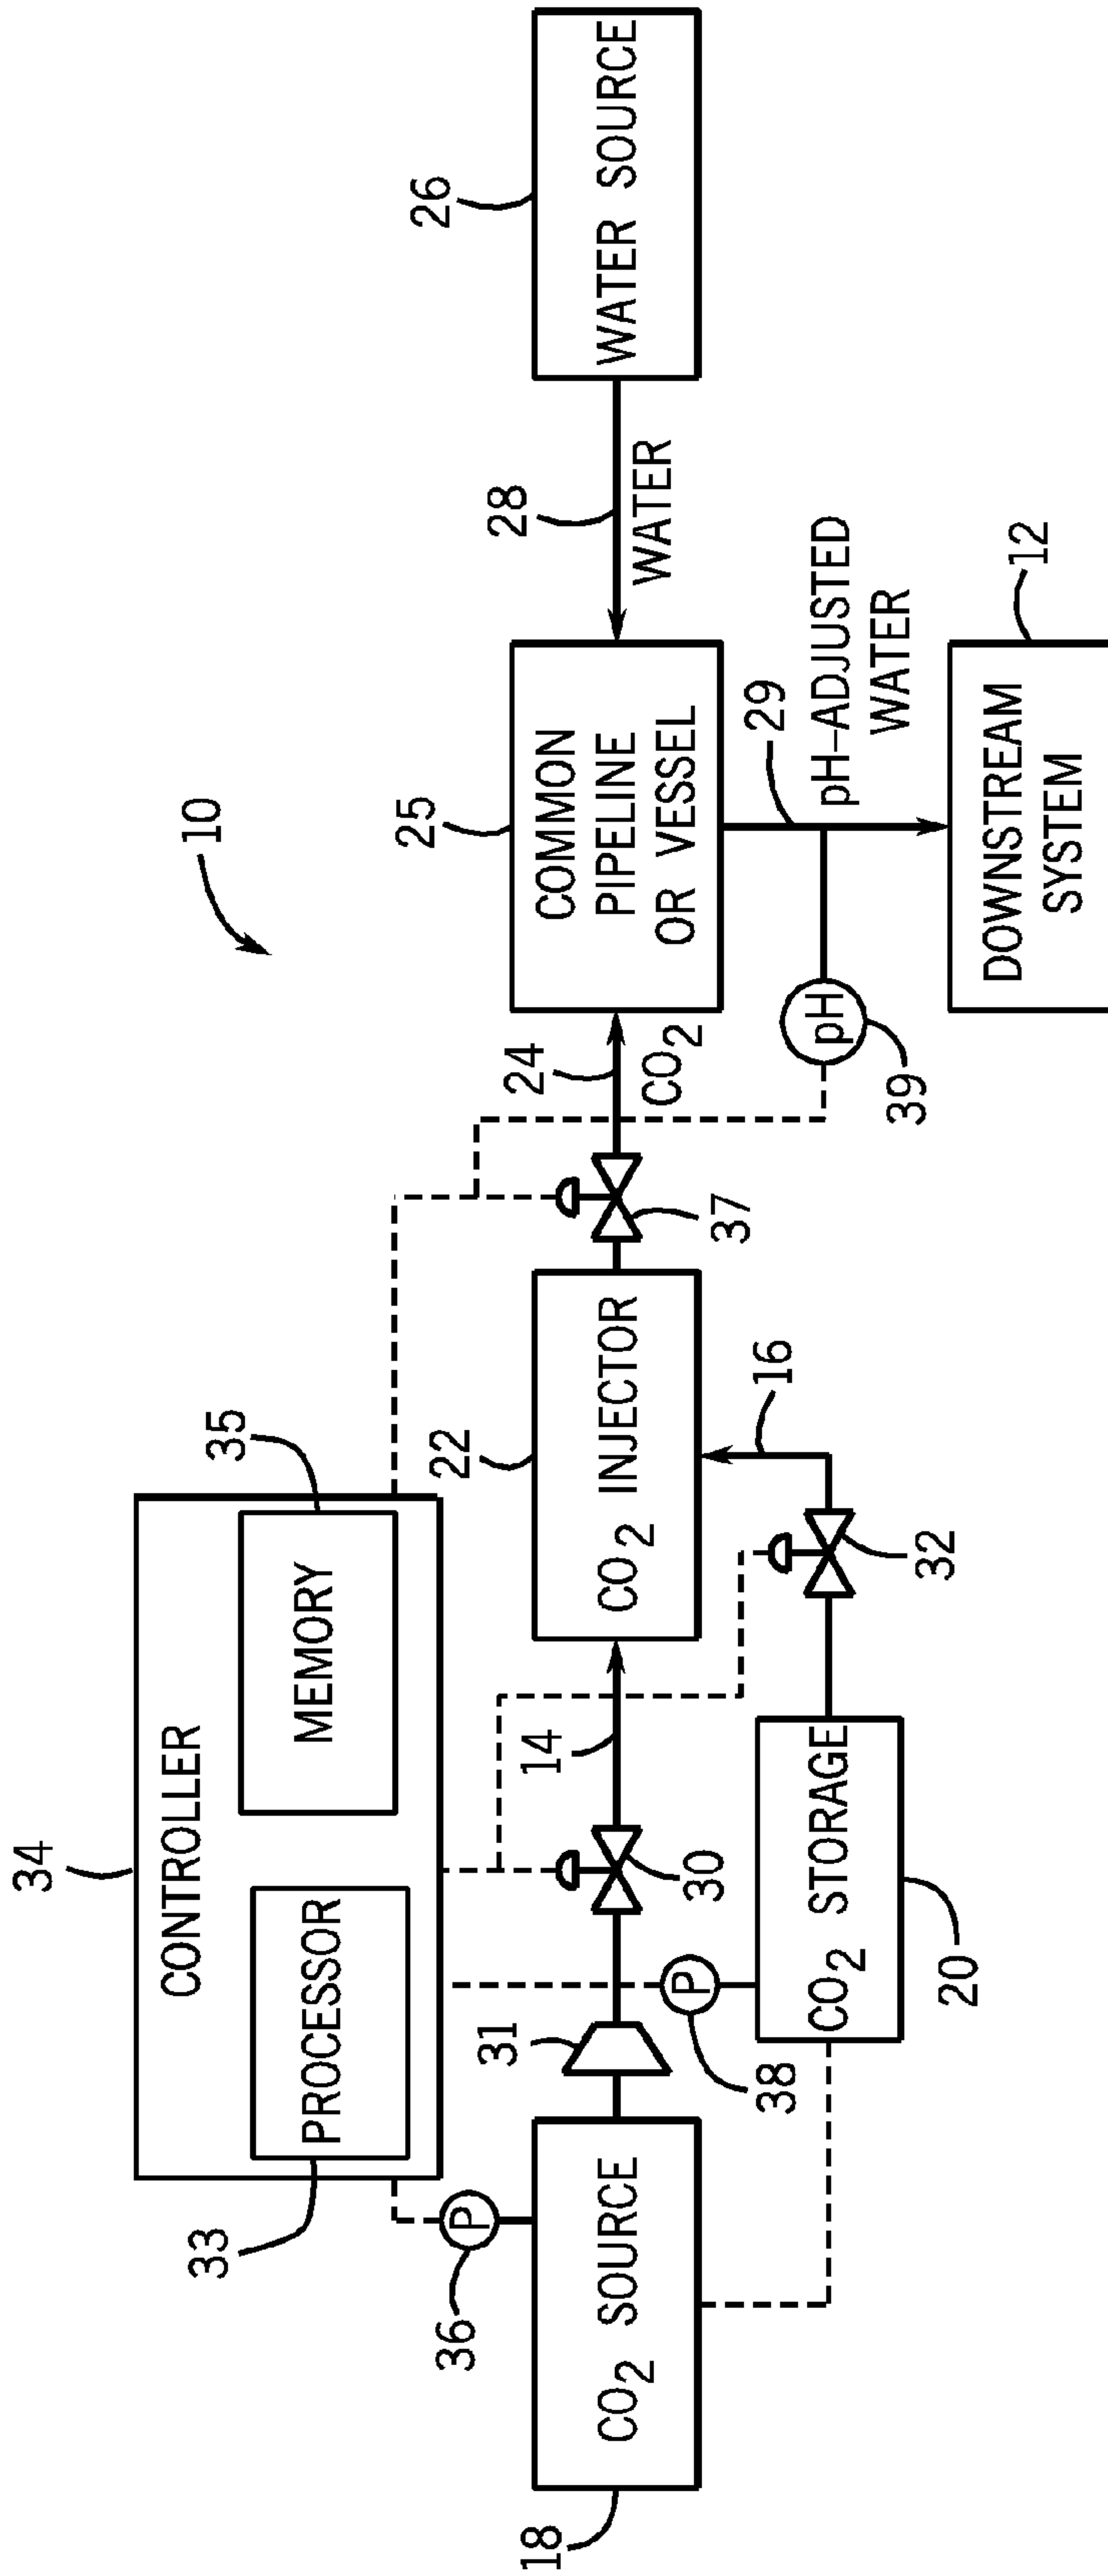 10
34
CONTROLLER
33
PROCESSOR
MEMORY
35
36
P
18
CO2 SOURCE
31
P
38
30
14
CO2 STORAGE
20
32
16
22
CO2 INJECTOR
37
24
CO2
25
COMMON
PIPELINE
OR VESSEL
28
WATER
26
WATER SOURCE
pH
39
29
pH-ADJUSTED
WATER
DOWNSTREAM
SYSTEM
12